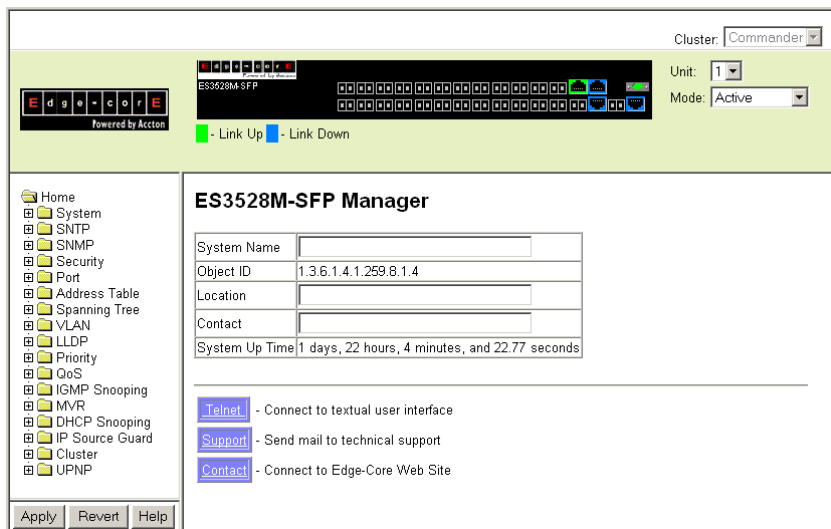 Cluster: Commander
Edge-corE
Powered by Accton
ES3528M-SFP
Unit: 1
Mode: Active
Edge-corE
Powered by Accton
- Link Up - Link Down
Home
System
SNTP
SNMP
Security
Port
Address Table
Spanning Tree
VLAN
LLDP
Priority
QoS
IGMP Snooping
MVR
DHCP Snooping
IP Source Guard
Cluster
UPNP
Apply Revert Help
ES3528M-SFP Manager
System Name
Object ID 1.3.6.1.4.1.259.8.1.4
Location
Contact
System Up Time 1 days, 22 hours, 4 minutes, and 22.77 seconds
Telnet - Connect to textual user interface
Support - Send mail to technical support
Contact - Connect to Edge-Core Web Site